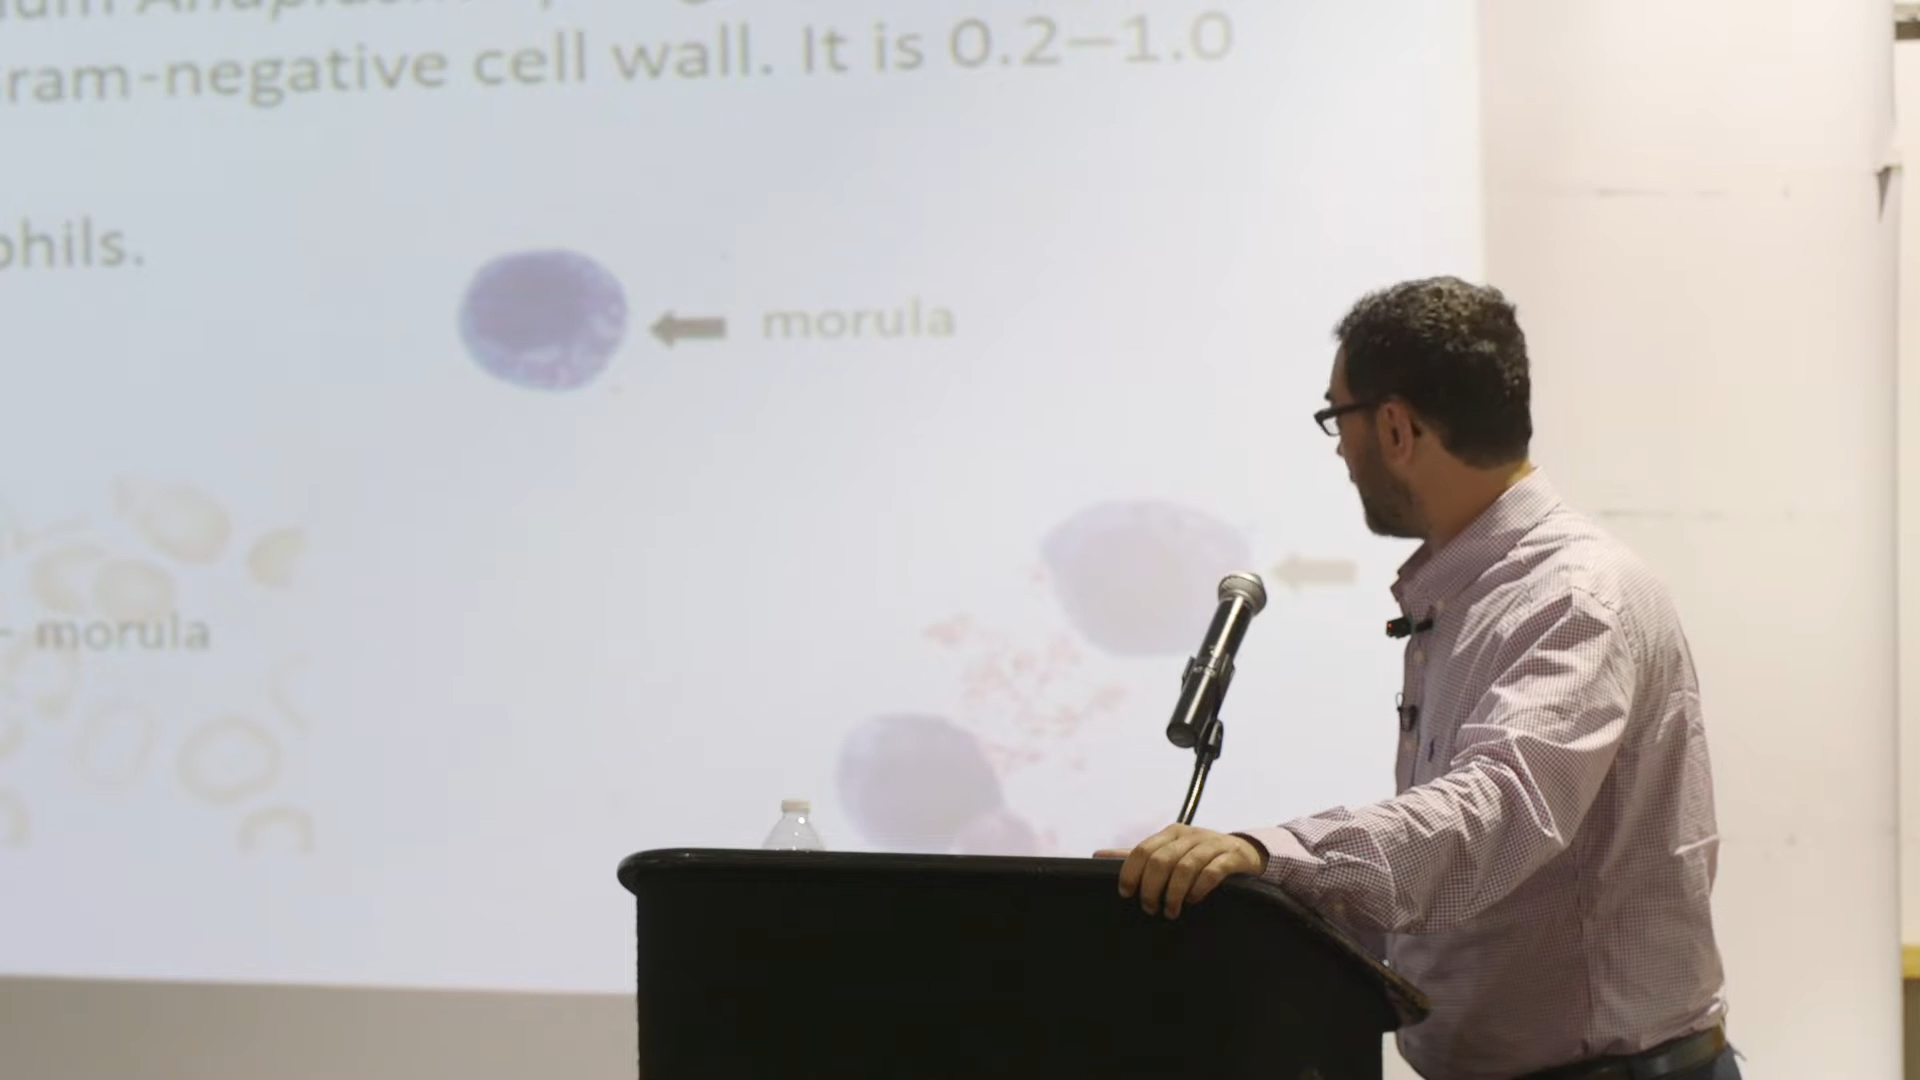 ram-negative cell wall. It is 0.2–1.0
phils.
morula
- morula